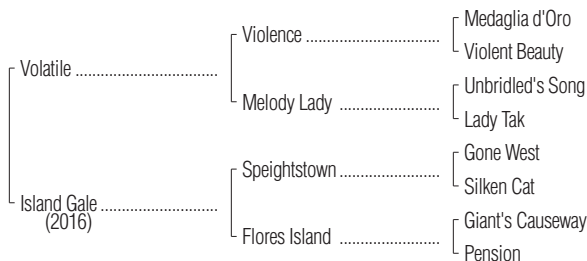 Medaglia d'Oro
Violence
Violent Beauty
Volatile
Unbridled's Song
Melody Lady
Lady Tak
Gone West
Speightstown
Silken Cat
Island Gale
(2016)
Giant's Causeway
Flores Island
Pension